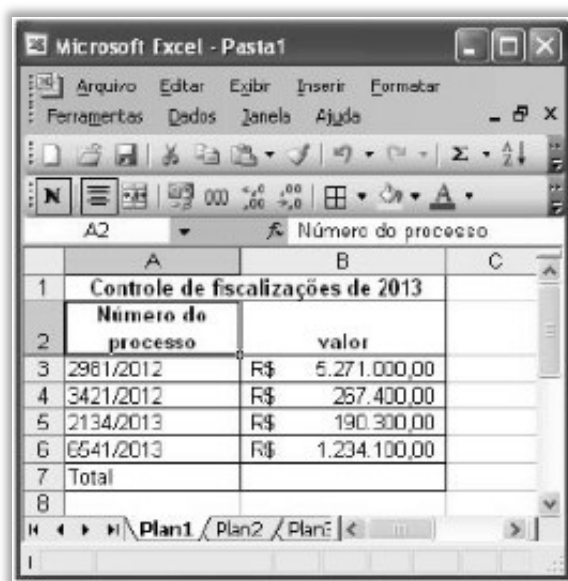 Microsoft Excel - Pasta1
Arquivo Editar Exibir Inserir Formatar
Ferramentas Dados Janela Ajuda
N 000
A2 fx Número do processo
A B C
1 Controle de fiscalizações de 2013
2 Número do processo valor
3 2981/2012 R$ 5.271.000,00
4 3421/2012 R$ 267.400,00
5 2134/2013 R$ 190.300,00
6 6541/2013 R$ 1.234.100,00
7 Total
8
Plan1 Plan2